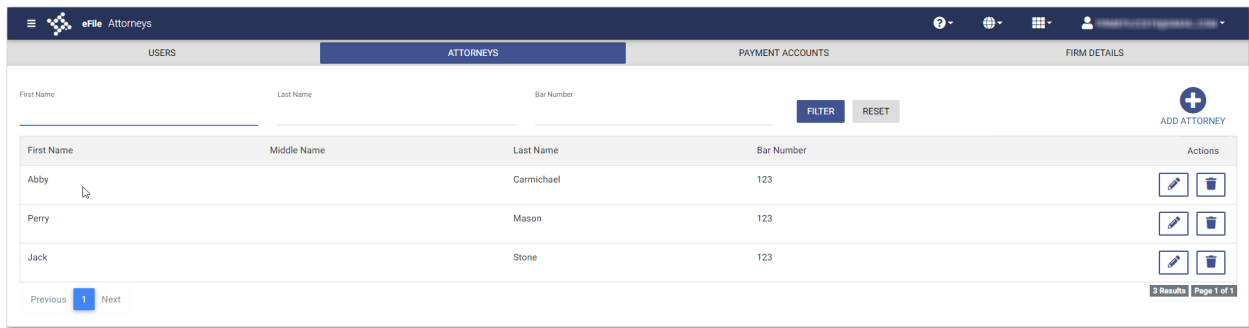 eFile Attorneys
USERS ATTORNEYS PAYMENT ACCOUNTS FIRM DETAILS
First Name Last Name Bar Number
FILTER RESET
ADD ATTORNEY
First Name Middle Name Last Name Bar Number Actions
Abby Carmichael 123
Perry Mason 123
Jack Stone 123
Previous 1 Next
3 Results Page 1 of 1